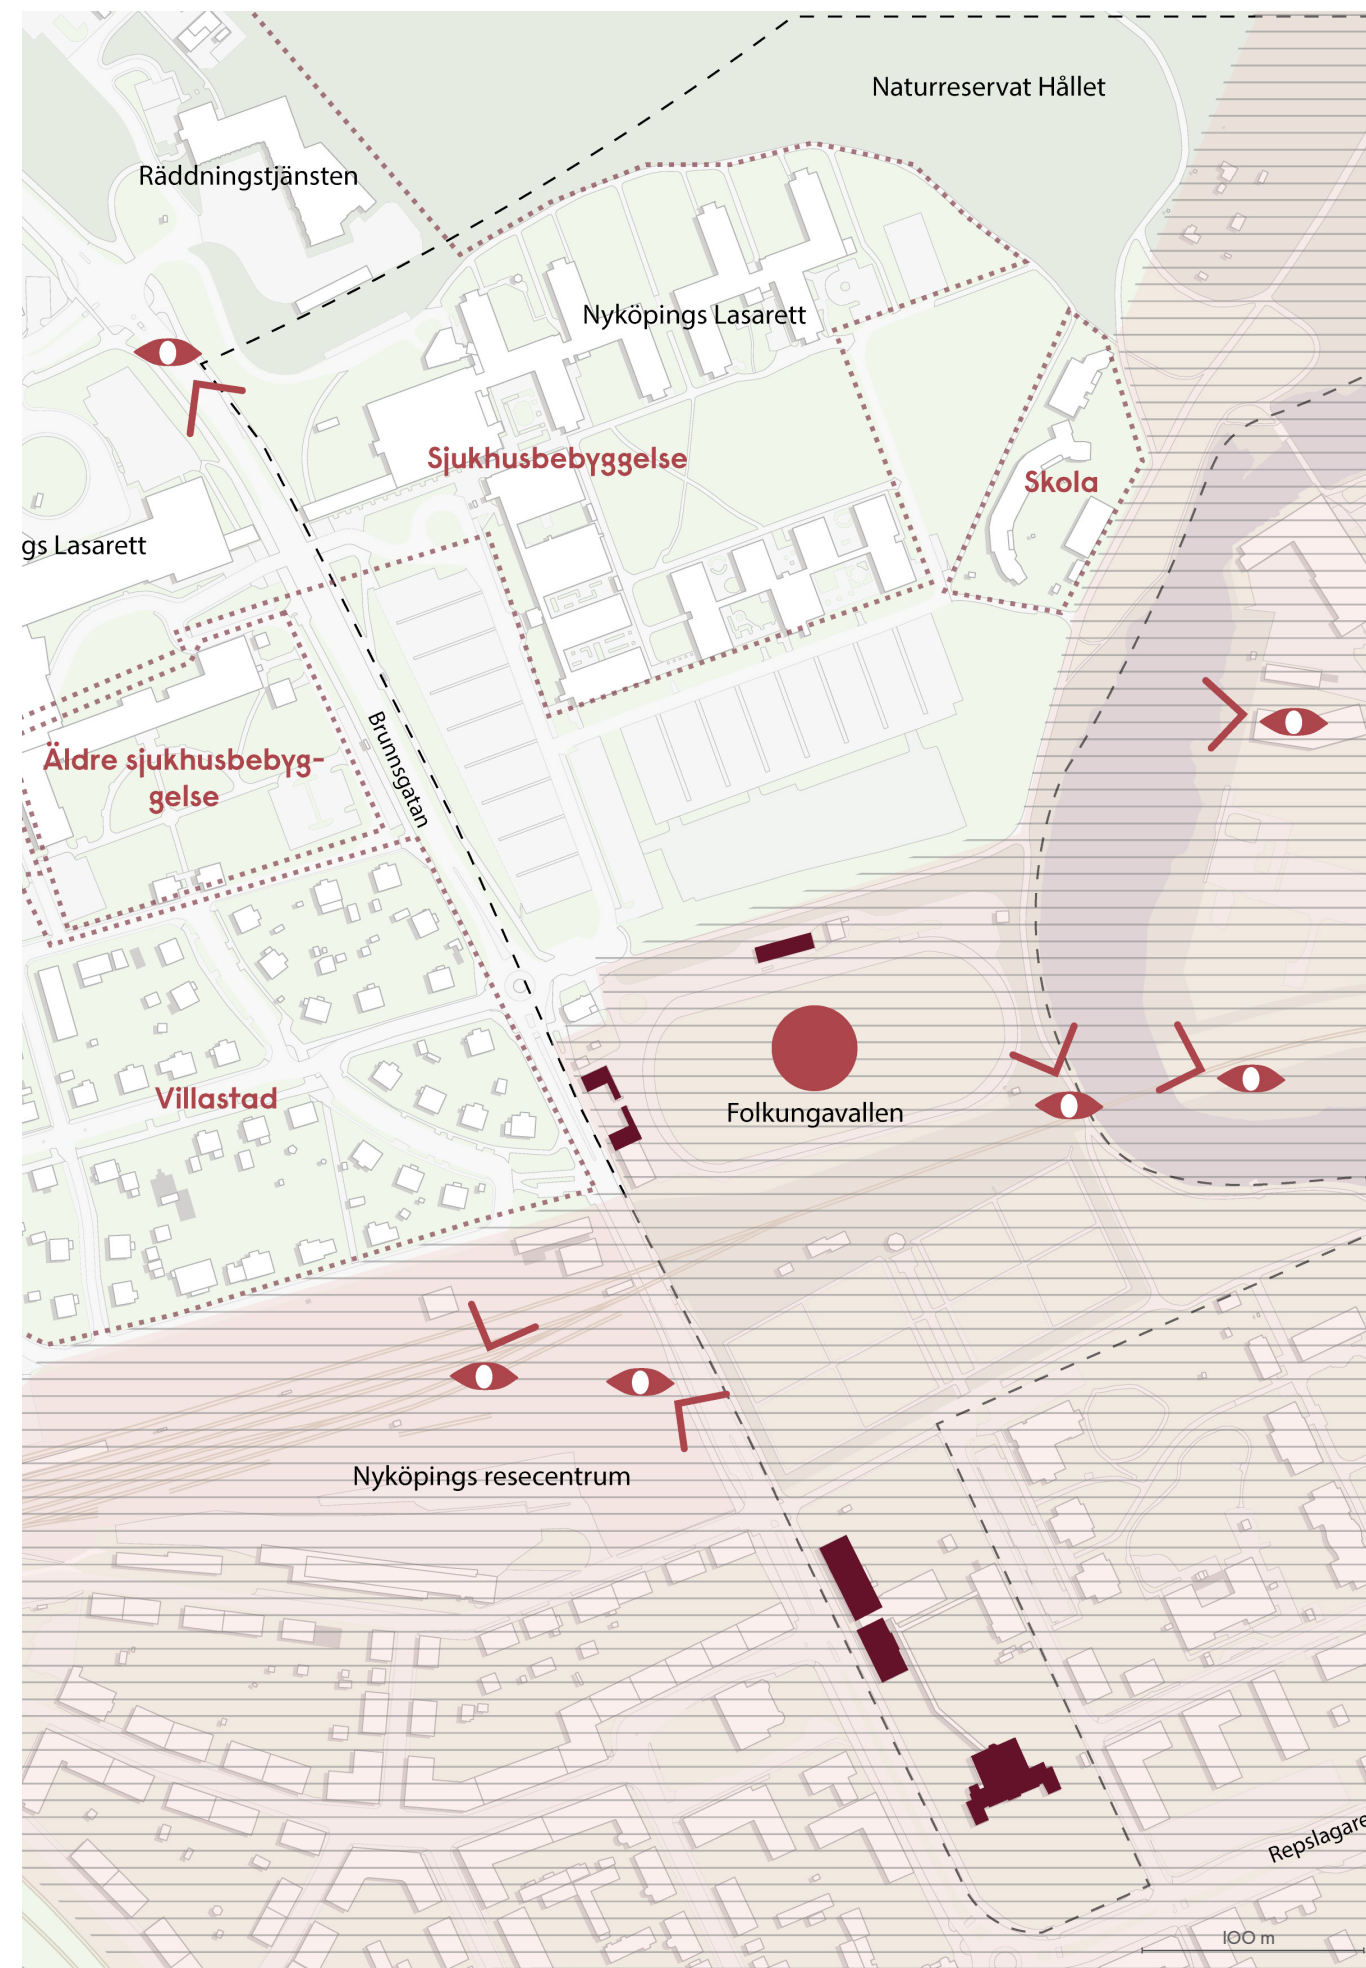 Naturreservat Hållet
Räddningstjänsten
Nyköpings Lasarett
Sjukhusbebyggelse
Skola
gs Lasarett
Brunnsgatan
Äldre sjukhusbebyg-
gelse
Villastad
Folkungavallen
Nyköpings resecentrum
Repslagare
100 m